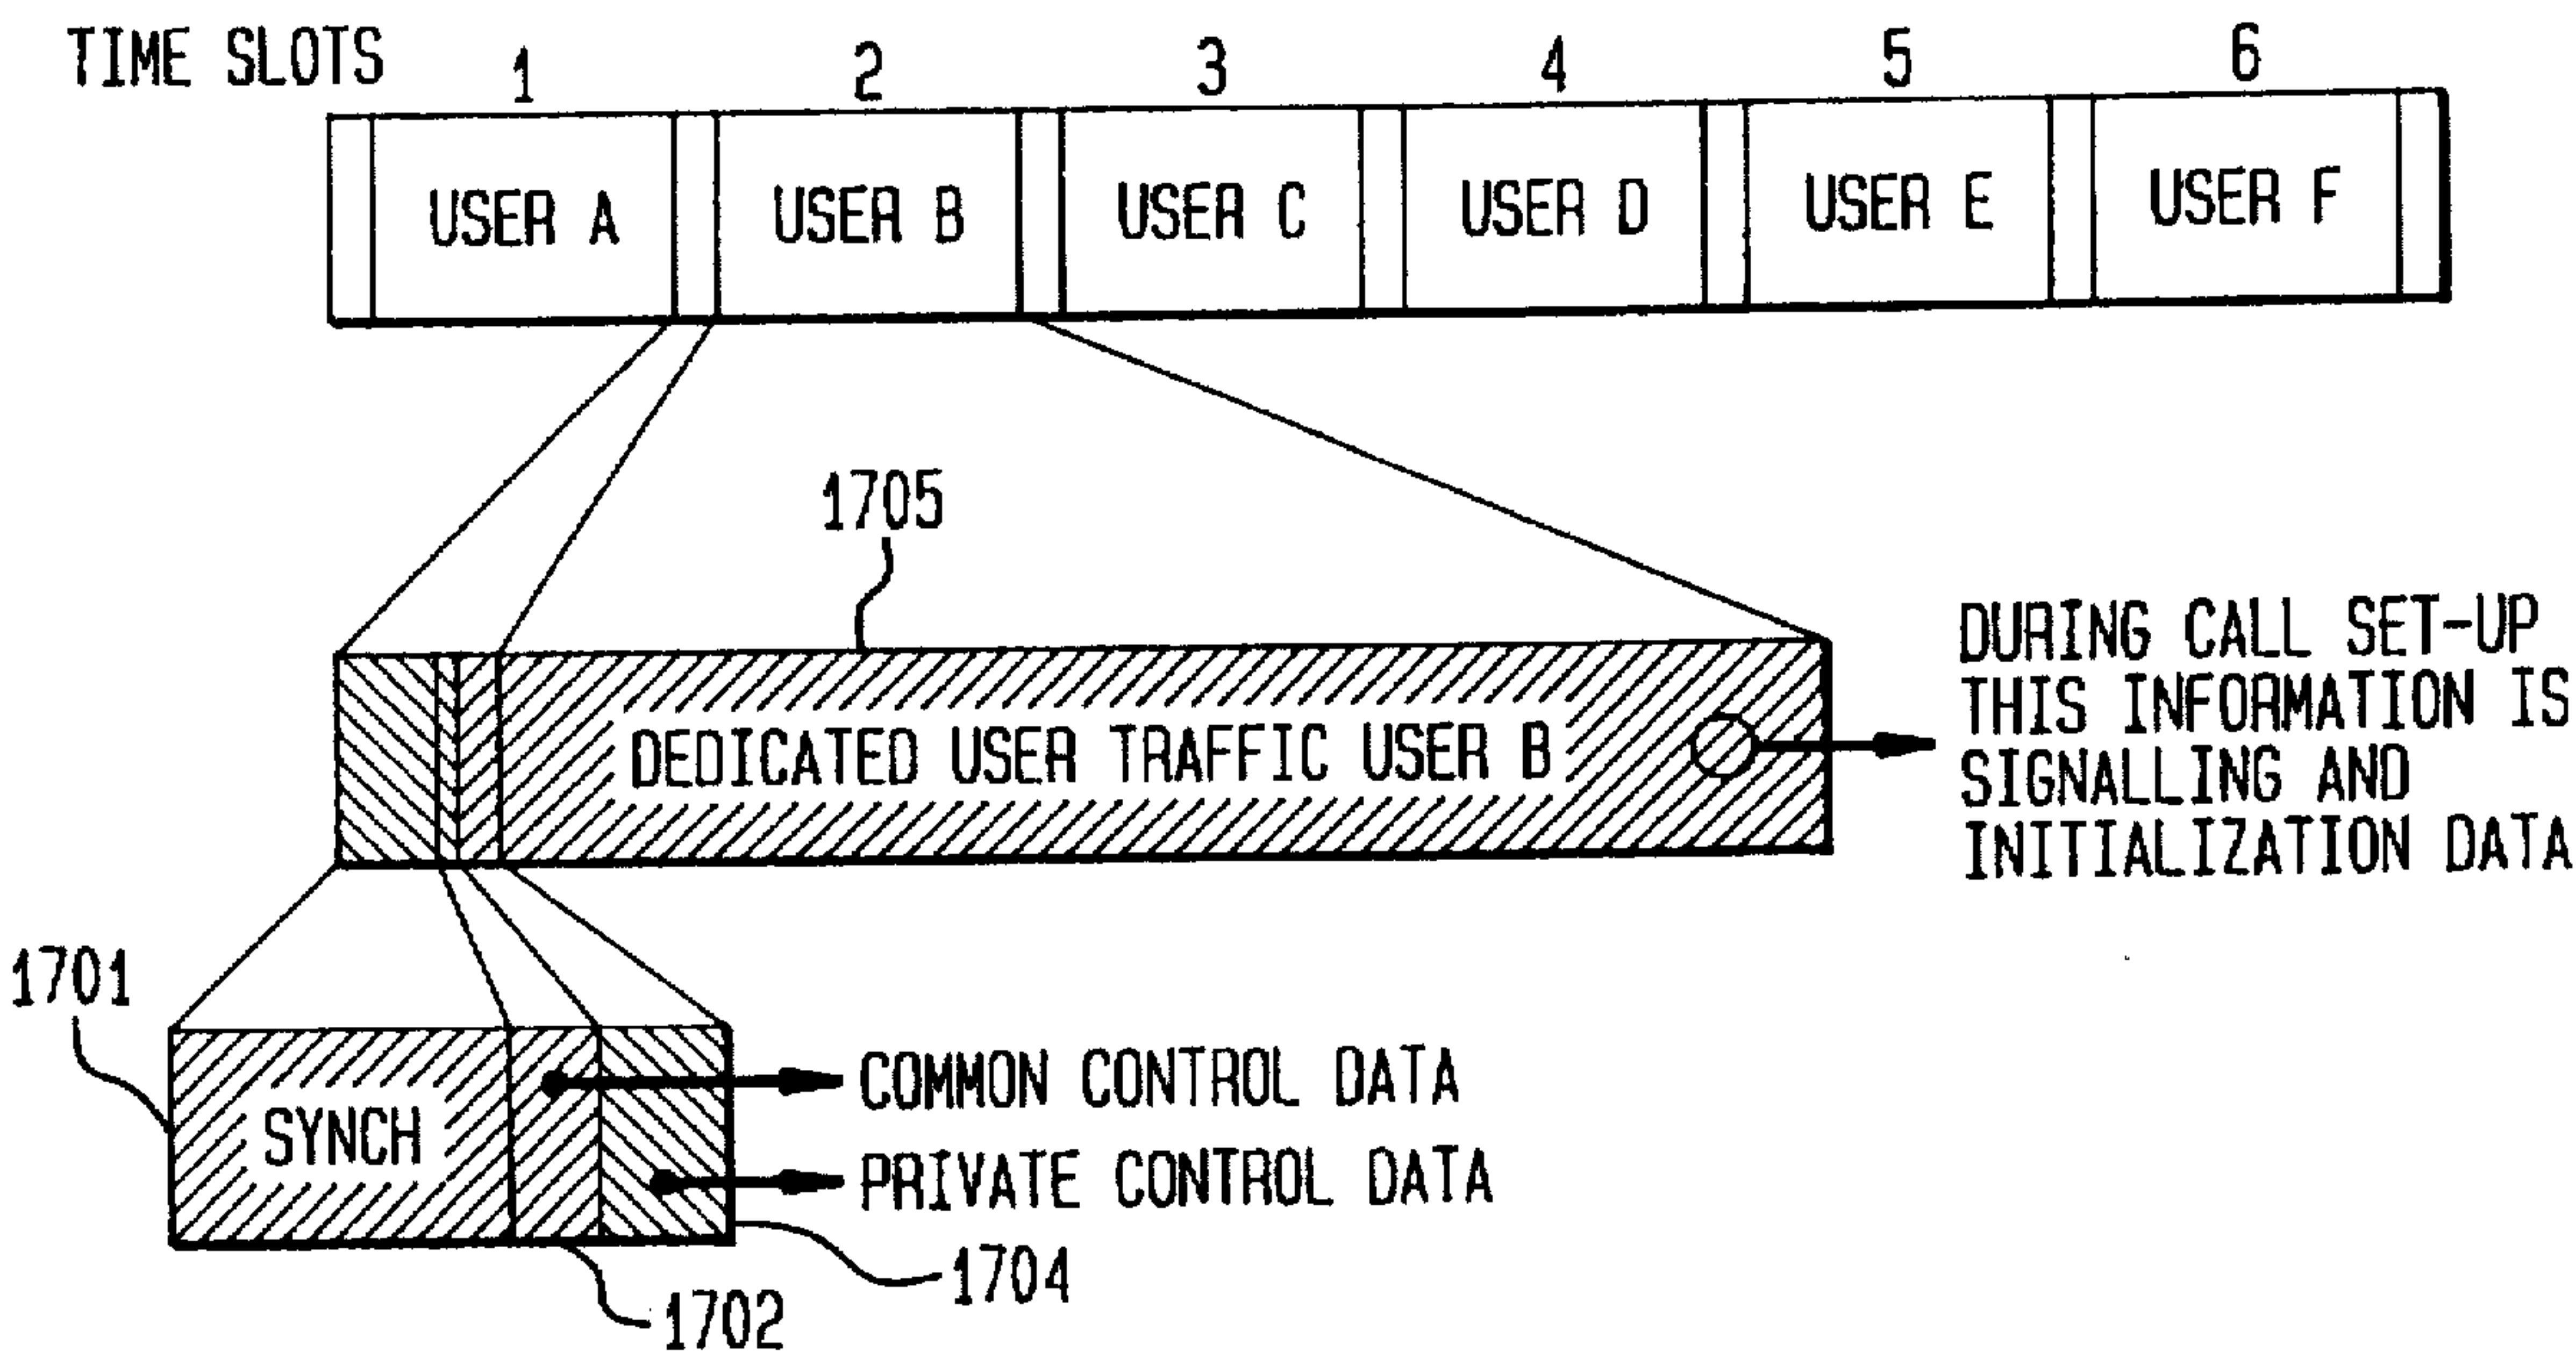 TIME SLOTS 1 2 3 4 5 6
USER A USER B USER C USER D USER E USER F
1705
DEDICATED USER TRAFFIC USER B
DURING CALL SET-UP
THIS INFORMATION IS
SIGNALLING AND
INITIALIZATION DATA
1701
SYNCH
COMMON CONTROL DATA
PRIVATE CONTROL DATA
1704
1702